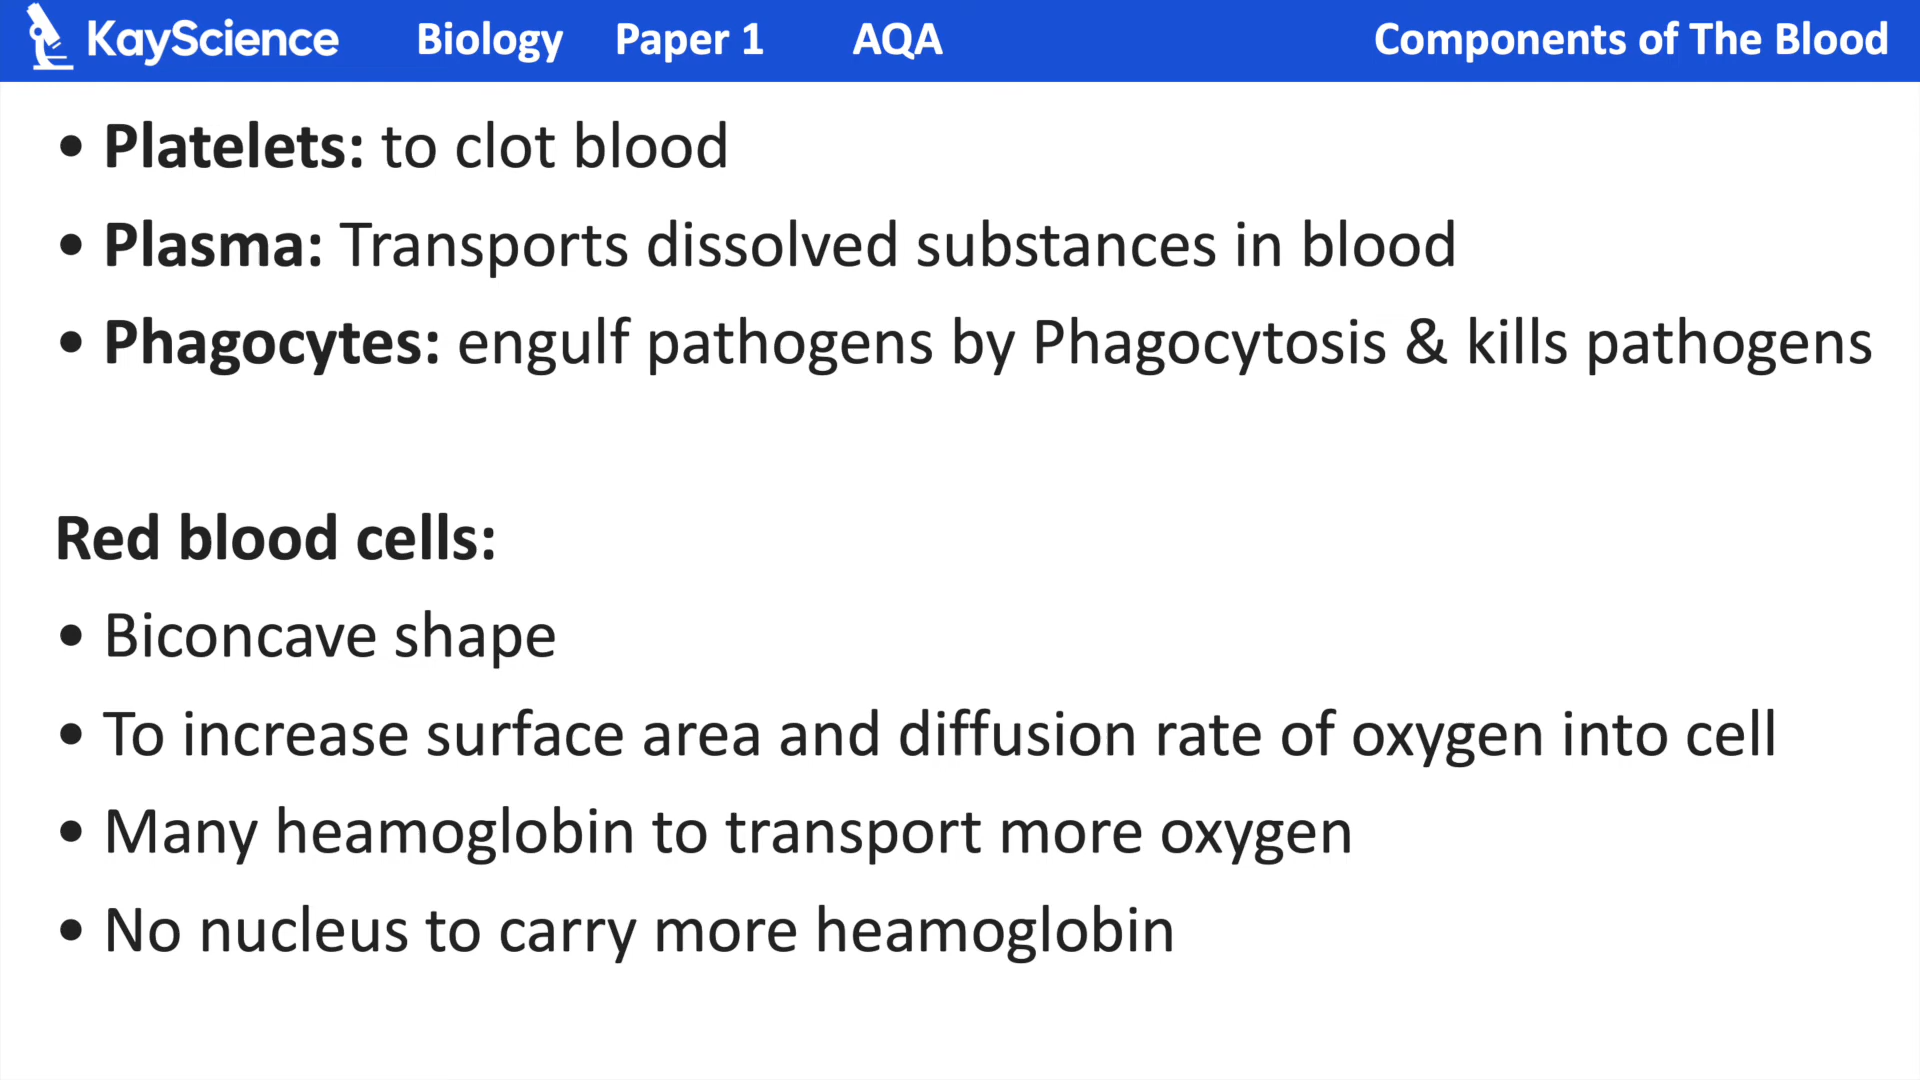 KayScience Biology Paper 1 AQA Components of The Blood
• Platelets: to clot blood
• Plasma: Transports dissolved substances in blood
• Phagocytes: engulf pathogens by Phagocytosis & kills pathogens
Red blood cells:
• Biconcave shape
• To increase surface area and diffusion rate of oxygen into cell
• Many heamoglobin to transport more oxygen
• No nucleus to carry more heamoglobin